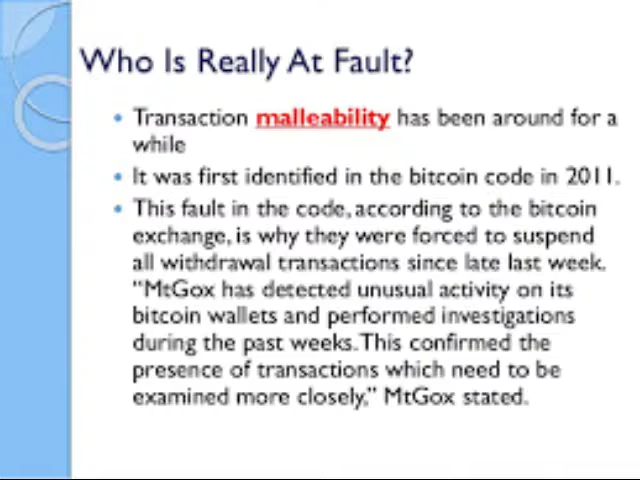 Who Is Really At Fault?
• Transaction malleability has been around for a
while
• It was first identified in the bitcoin code in 2011.
• This fault in the code, according to the bitcoin
exchange, is why they were forced to suspend
all withdrawal transactions since late last week.
“MtGox has detected unusual activity on its
bitcoin wallets and performed investigations
during the past weeks. This confirmed the
presence of transactions which need to be
examined more closely,” MtGox stated.